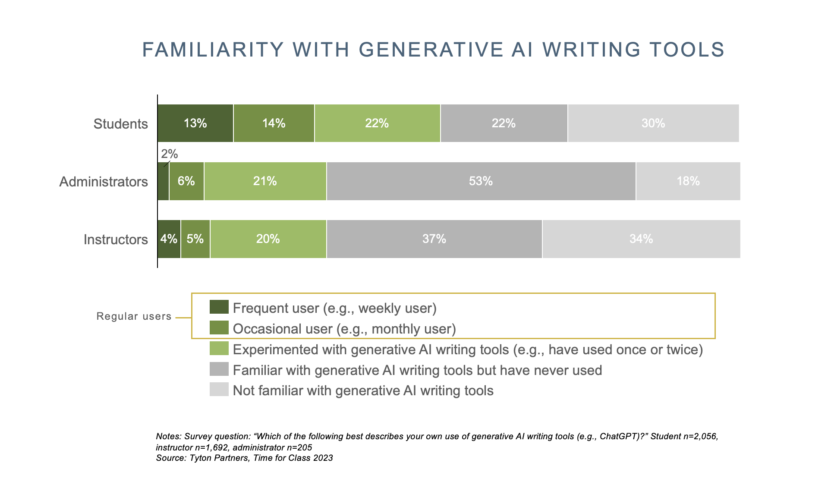 FAMILIARITY WITH GENERATIVE AI WRITING TOOLS
Students 13% 14% 22% 22% 30%
2%
Administrators 6% 21% 53% 18%
Instructors 4% 5% 20% 37% 34%
Regular users
Frequent user (e.g., weekly user)
Occasional user (e.g., monthly user)
Experimented with generative AI writing tools (e.g., have used once or twice)
Familiar with generative AI writing tools but have never used
Not familiar with generative AI writing tools
Notes: Survey question: "Which of the following best describes your own use of generative AI writing tools (e.g., ChatGPT)?" Student n=2,056,
instructor n=1,692, administrator n=205
Source: Tyton Partners, Time for Class 2023